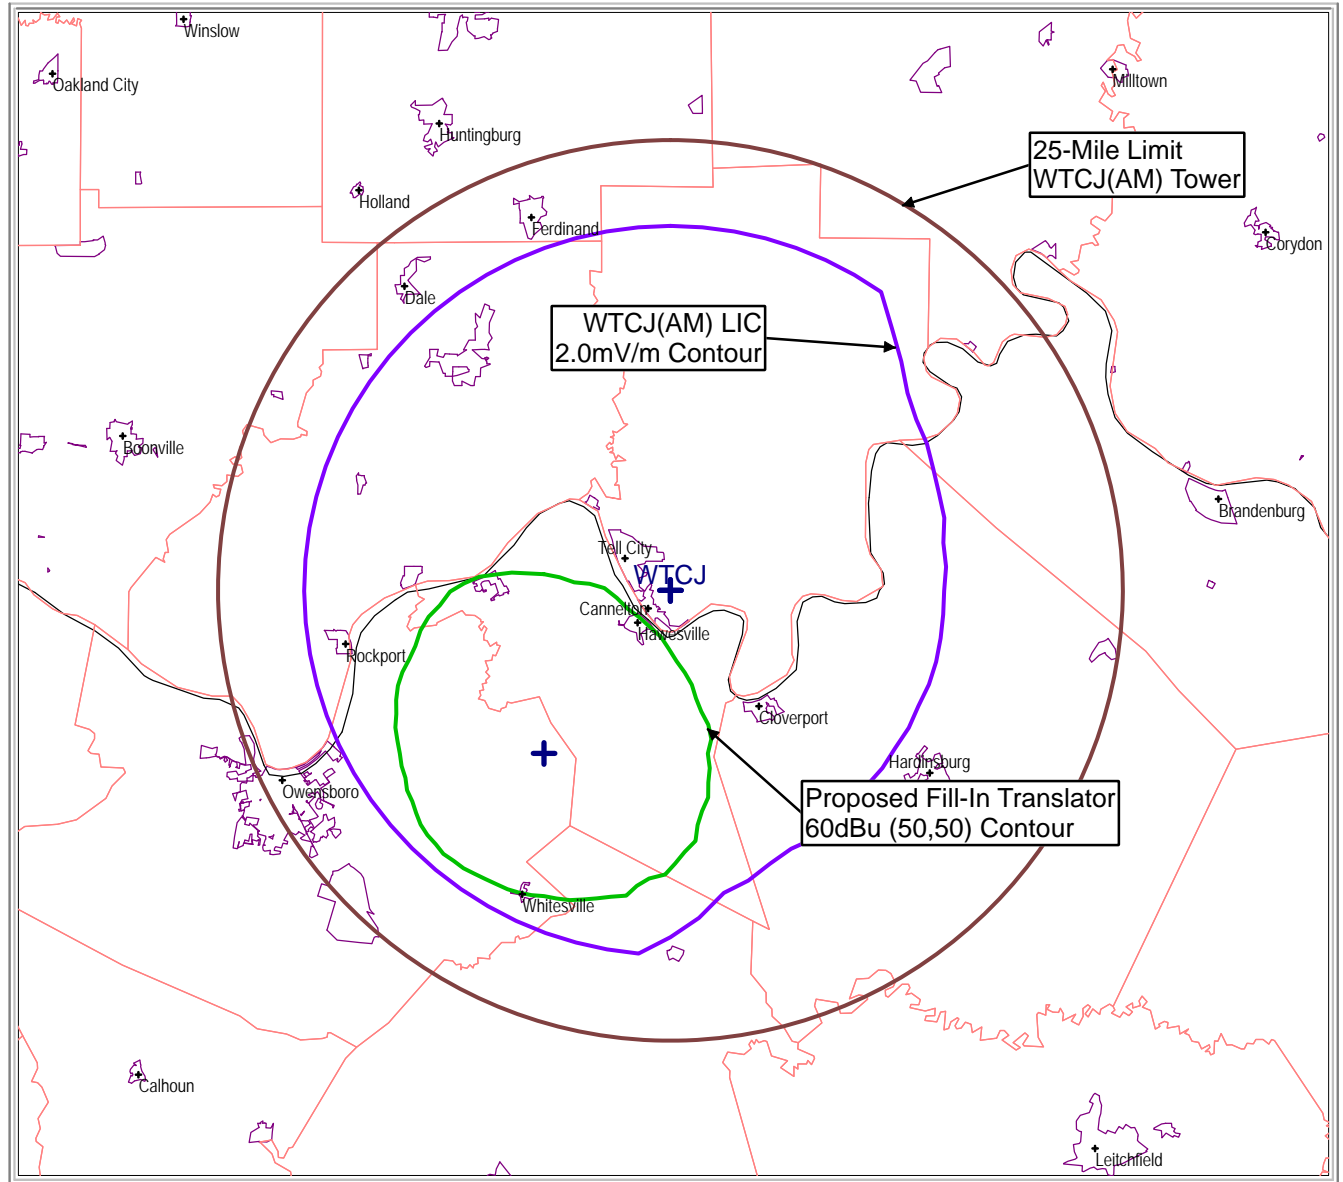 Winslow
Oakland City
Milltown
Huntingburg
25-Mile Limit
WTCJ(AM) Tower
Holland
Ferdinand
Corydon
Dale
WTCJ(AM) LIC
2.0mV/m Contour
Boonville
Brandenburg
Tell City
WTCJ
Cannelton
Hawesville
Rockport
Cloverport
Hardinsburg
Owensboro
Proposed Fill-In Translator
60dBu (50,50) Contour
Whitesville
Calhoun
Leitchfield